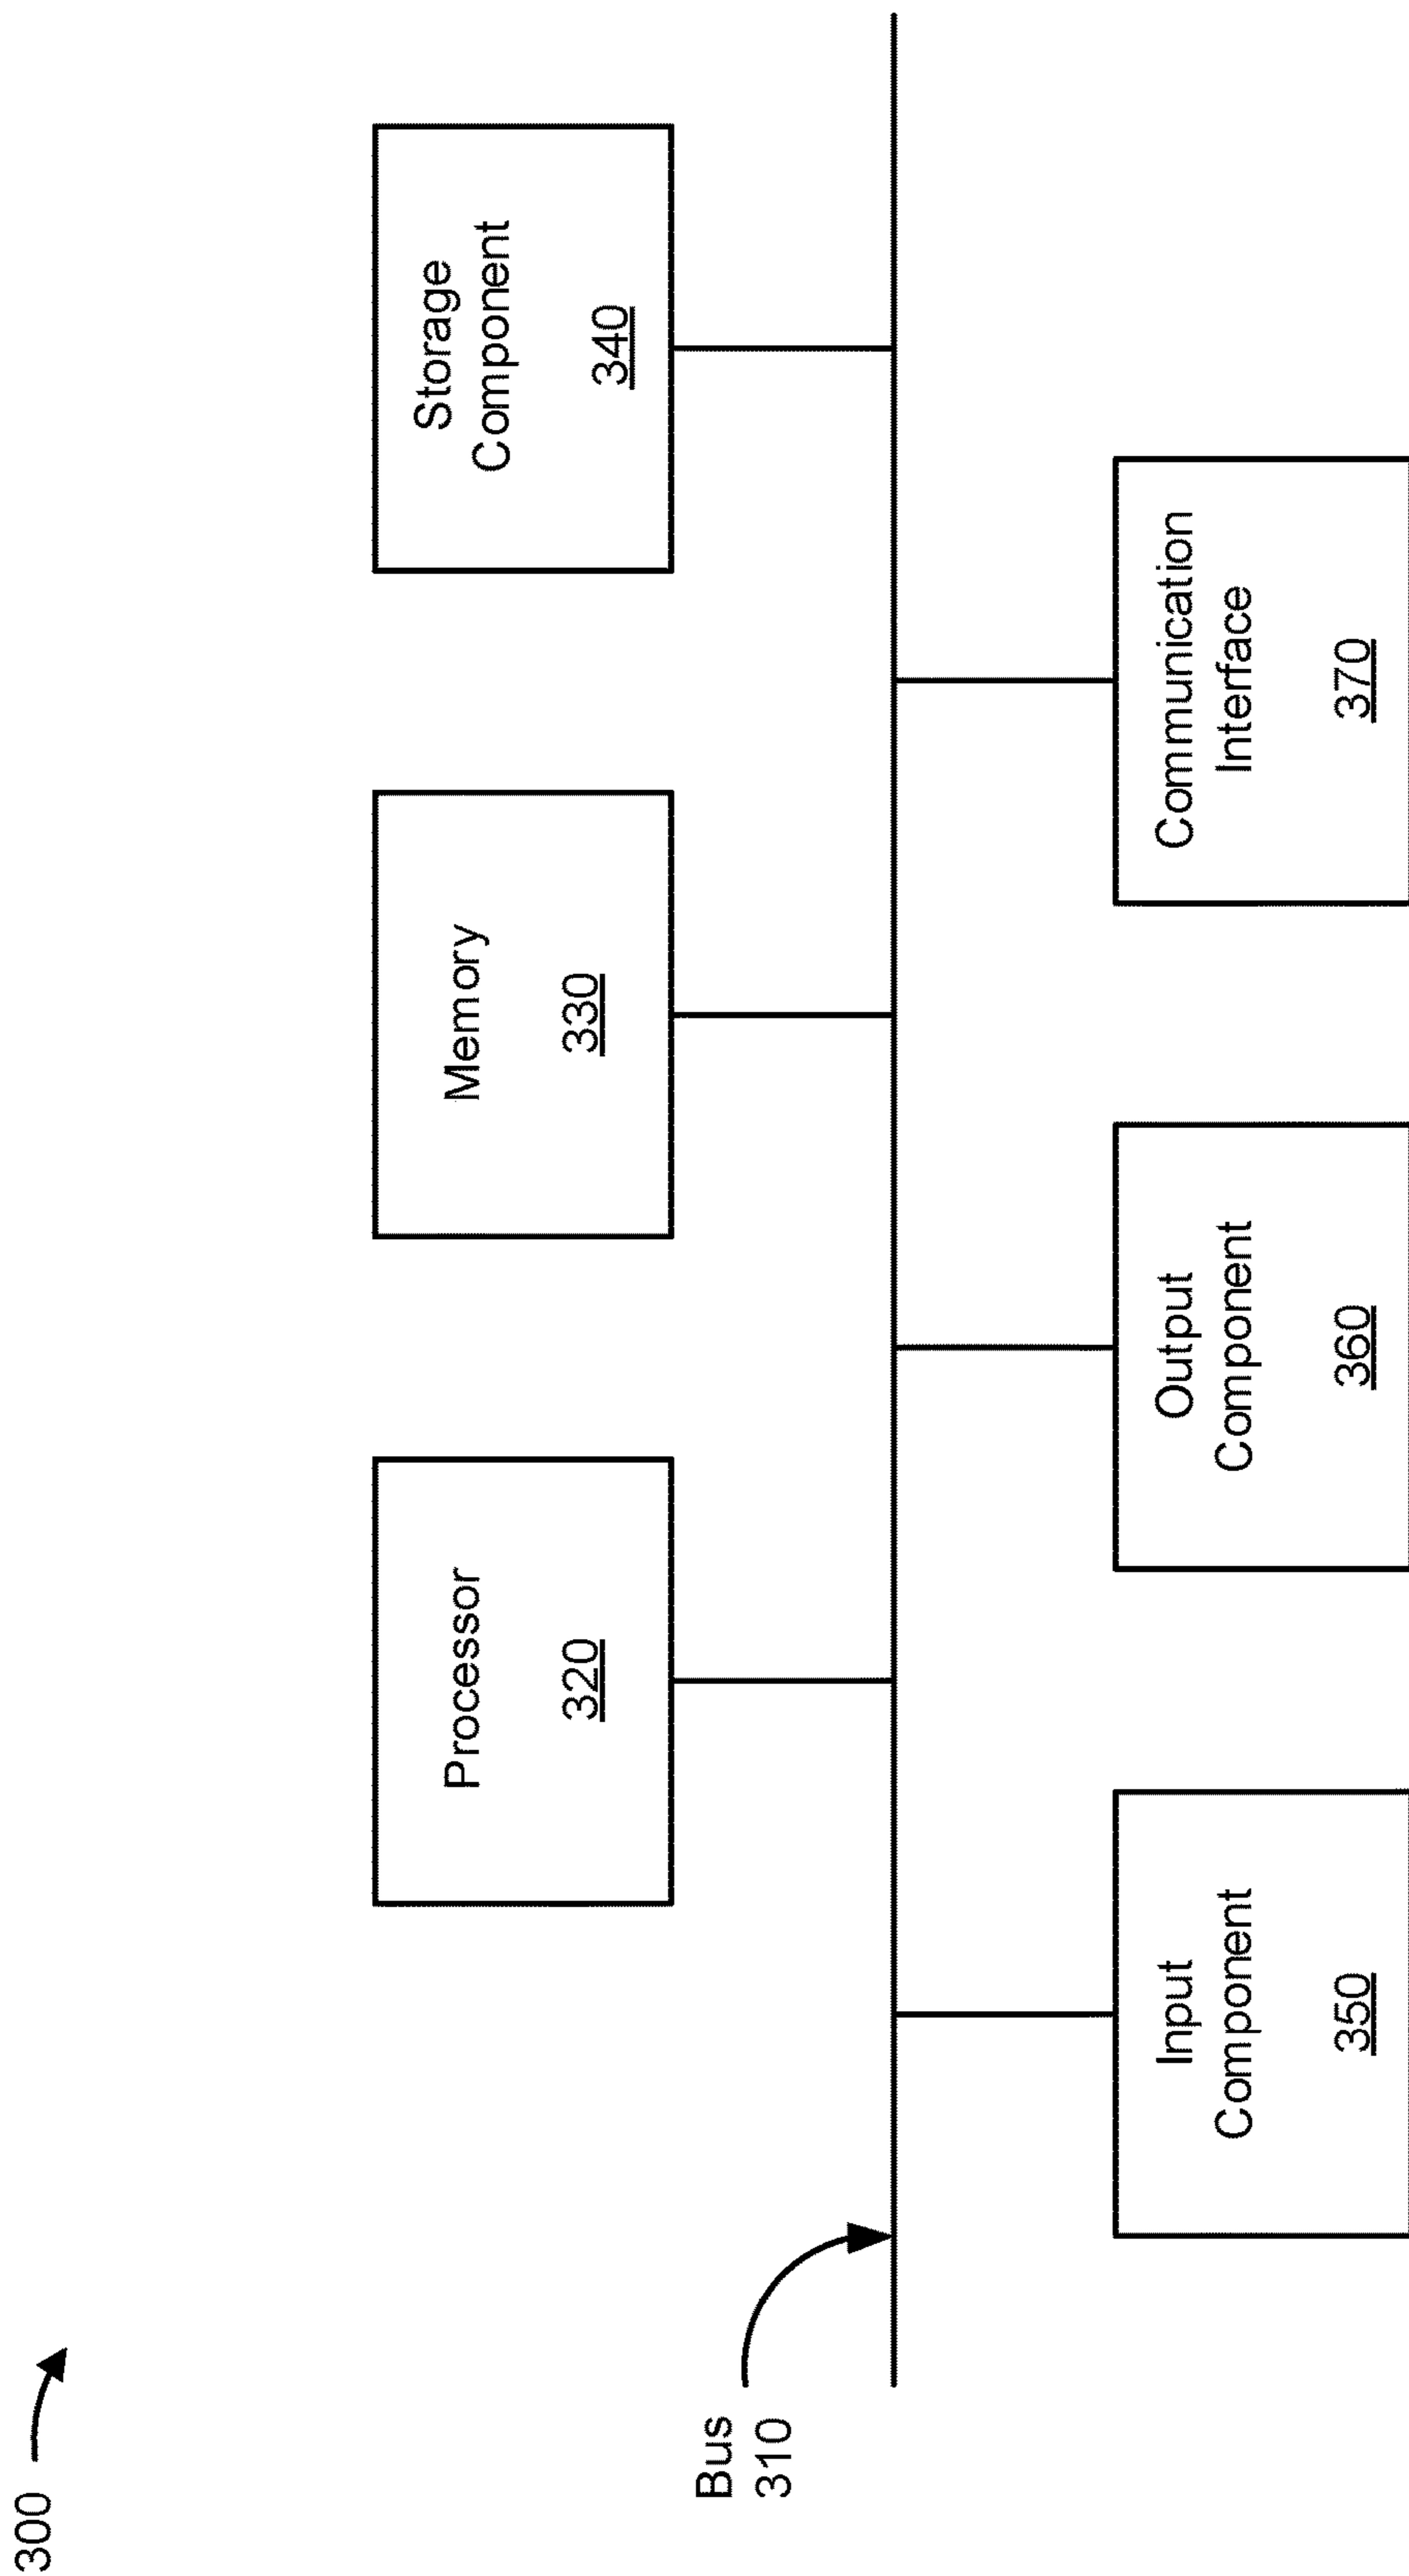 300
Processor
320
Memory
330
Storage
Component
340
Bus
310
Input
Component
350
Output
Component
360
Communication
Interface
370